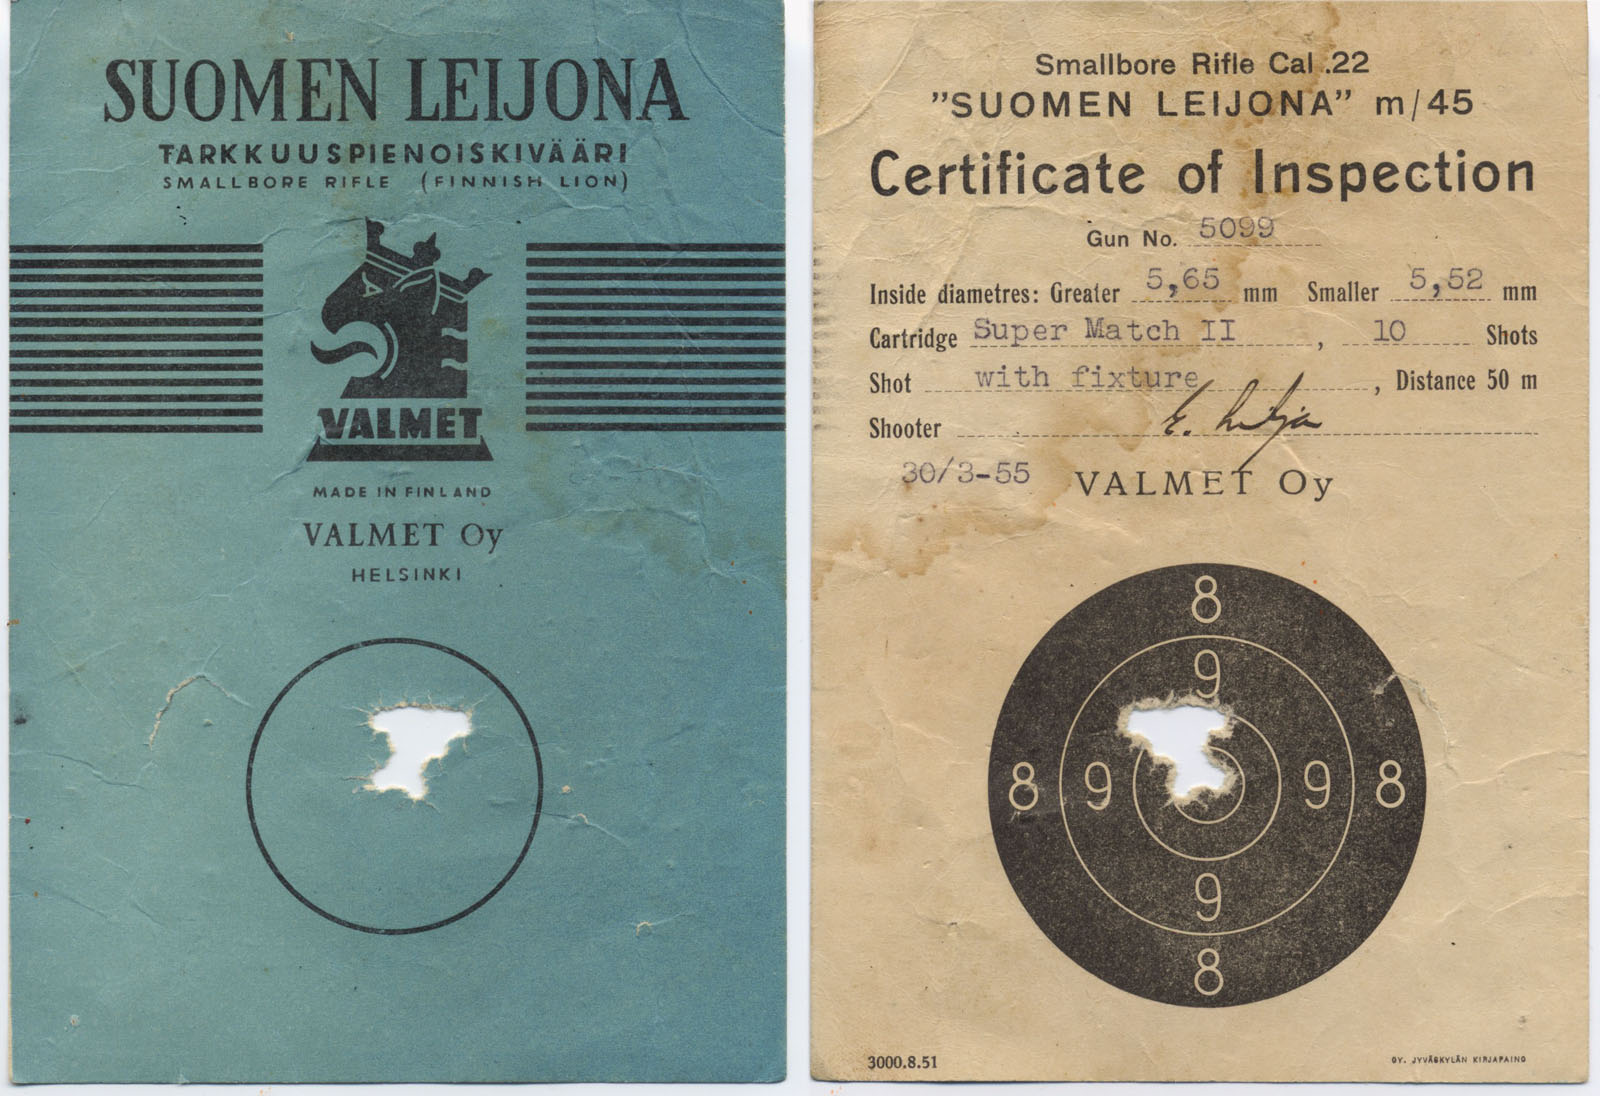 SUOMEN LEIJONA
TARKKUUSPIENOISKIVÄÄRI
SMALLBORE RIFLE (FINNISH LION)
VALMET
MADE IN FINLAND
VALMET Oy
HELSINKI
Smallbore Rifle Cal .22
"SUOMEN LEIJONA" m/45
Certificate of Inspection
Gun No. 5099
Inside diametres: Greater 5,65 mm Smaller 5,52 mm
Cartridge Super Match II, 10 Shots
Shot with fixture, Distance 50 m
Shooter E. Lilja
30/3-55 VALMET Oy
8
9
8 9 9 8
9
8
3000.8.51
OY. JYVÄSKYLÄN KIRJAPAINO